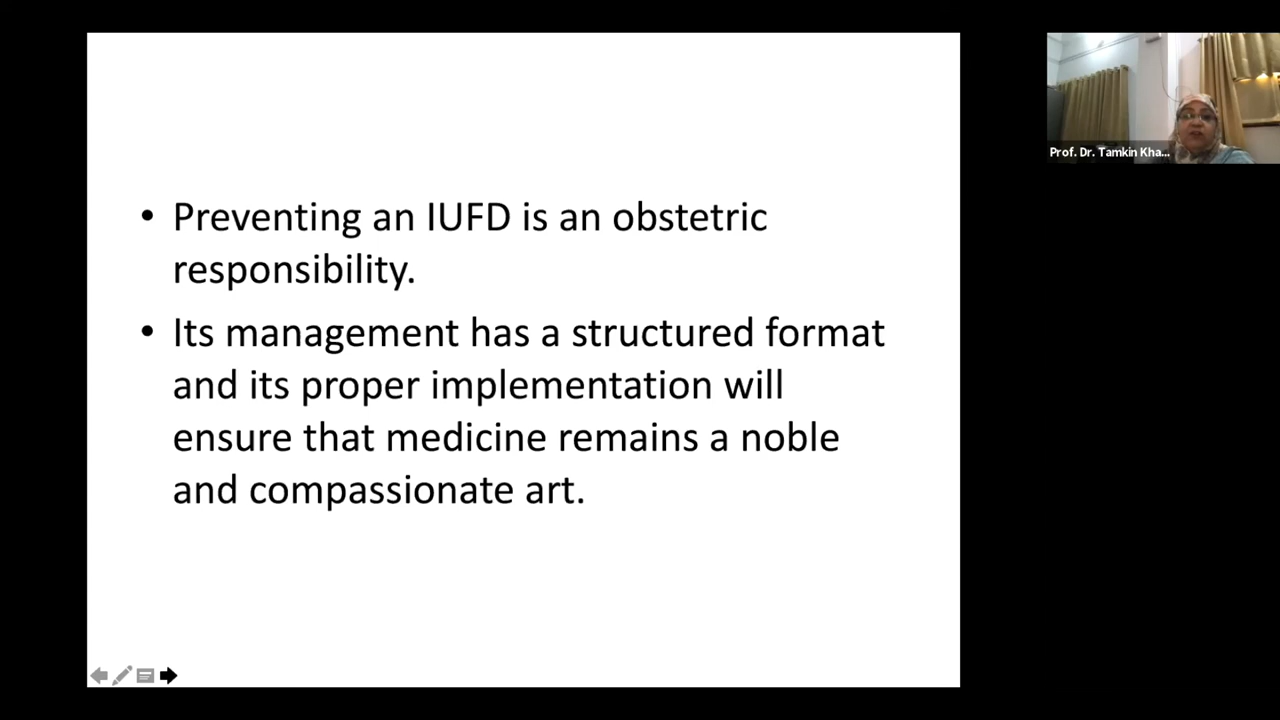 • Preventing an IUFD is an obstetric
responsibility.
• Its management has a structured format
and its proper implementation will
ensure that medicine remains a noble
and compassionate art.
Prof. Dr. Tamkin Kha...